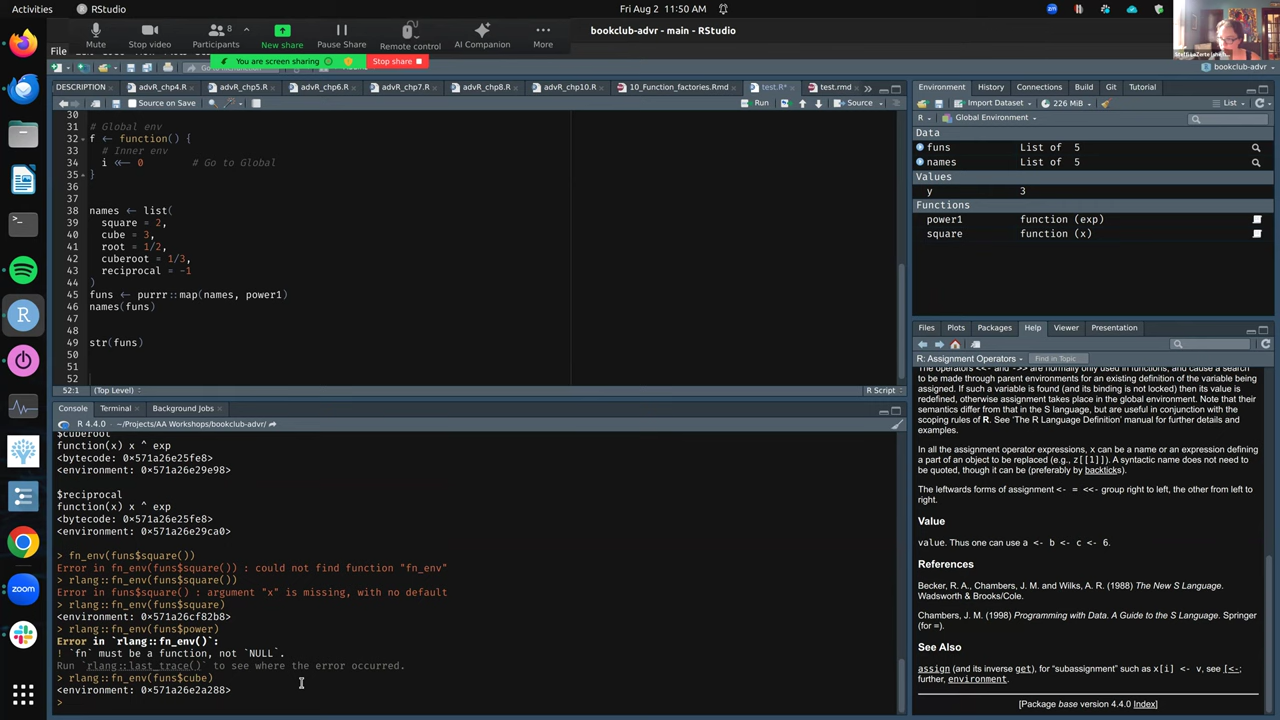 Activities
RStudio
Fri Aug 2 11:50 AM
Mute
Stop video
Participants
8
New share
Pause Share
Remote control
AI Companion
More
You are screen sharing
Stop share
bookclub-advr - main - RStudio
File
bookclub-advr
DESCRIPTION
advR_chp4.R
advR_chp5.R
advR_chp6.R
advR_chp7.R
advR_chp8.R
advR_chp10.R
10_Function_factories.Rmd
test.R*
test.rmd
Source on Save
Run
Source
30
31 # Global env
32 f <- function() {
33 # Inner env
34 i <<- 0 # Go to Global
35 }
36
37
38 names <- list(
39 square = 2,
40 cube = 3,
41 root = 1/2,
42 cuberoot = 1/3,
43 reciprocal = -1
44 )
45 funs <- purrr::map(names, power1)
46 names(funs)
47
48
49 str(funs)
50
51
52
52:1 (Top Level)
R Script
Console
Terminal
Background Jobs
R 4.4.0 · ~/Projects/AA Workshops/bookclub-advr/
$cuberoot
function(x) x ^ exp
<bytecode: 0x571a26e25fe8>
<environment: 0x571a26e29e98>
$reciprocal
function(x) x ^ exp
<bytecode: 0x571a26e25fe8>
<environment: 0x571a26e29ca0>
> fn_env(funs$square())
Error in fn_env(funs$square()) : could not find function "fn_env"
> rlang::fn_env(funs$square())
Error in funs$square() : argument "x" is missing, with no default
> rlang::fn_env(funs$square)
<environment: 0x571a26cf82b8>
> rlang::fn_env(funs$power)
Error in `rlang::fn_env()`:
! `fn` must be a function, not `NULL`.
Run `rlang::last_trace()` to see where the error occurred.
> rlang::fn_env(funs$cube)
<environment: 0x571a26e2a288>
>
Environment
History
Connections
Build
Git
Tutorial
Import Dataset
226 MiB
List
R
Global Environment
Data
funs List of 5
names List of 5
Values
y 3
Functions
power1 function (exp)
square function (x)
Files
Plots
Packages
Help
Viewer
Presentation
R: Assignment Operators
Find in Topic
The operators <<- and ->> are normally only used in functions, and cause a search
to be made through parent environments for an existing definition of the variable being
assigned. If such a variable is found (and its binding is not locked) then its value is
redefined, otherwise assignment takes place in the global environment. Note that their
semantics differ from that in the S language, but are useful in conjunction with the
scoping rules of R. See 'The R Language Definition' manual for further details and
examples.
In all the assignment operator expressions, x can be a name or an expression defining
a part of an object to be replaced (e.g., z[[1]]). A syntactic name does not need to
be quoted, though it can be (preferably by backticks).
The leftwards forms of assignment <- = <<- group right to left, the other from left to
right.
Value
value. Thus one can use a <- b <- c <- 6.
References
Becker, R. A., Chambers, J. M. and Wilks, A. R. (1988) The New S Language.
Wadsworth & Brooks/Cole.
Chambers, J. M. (1998) Programming with Data. A Guide to the S Language. Springer
(for =).
See Also
assign (and its inverse get), for "subassignment" such as x[i] <- v, see [<-;
further, environment.
[Package base version 4.4.0 Index]
zoom